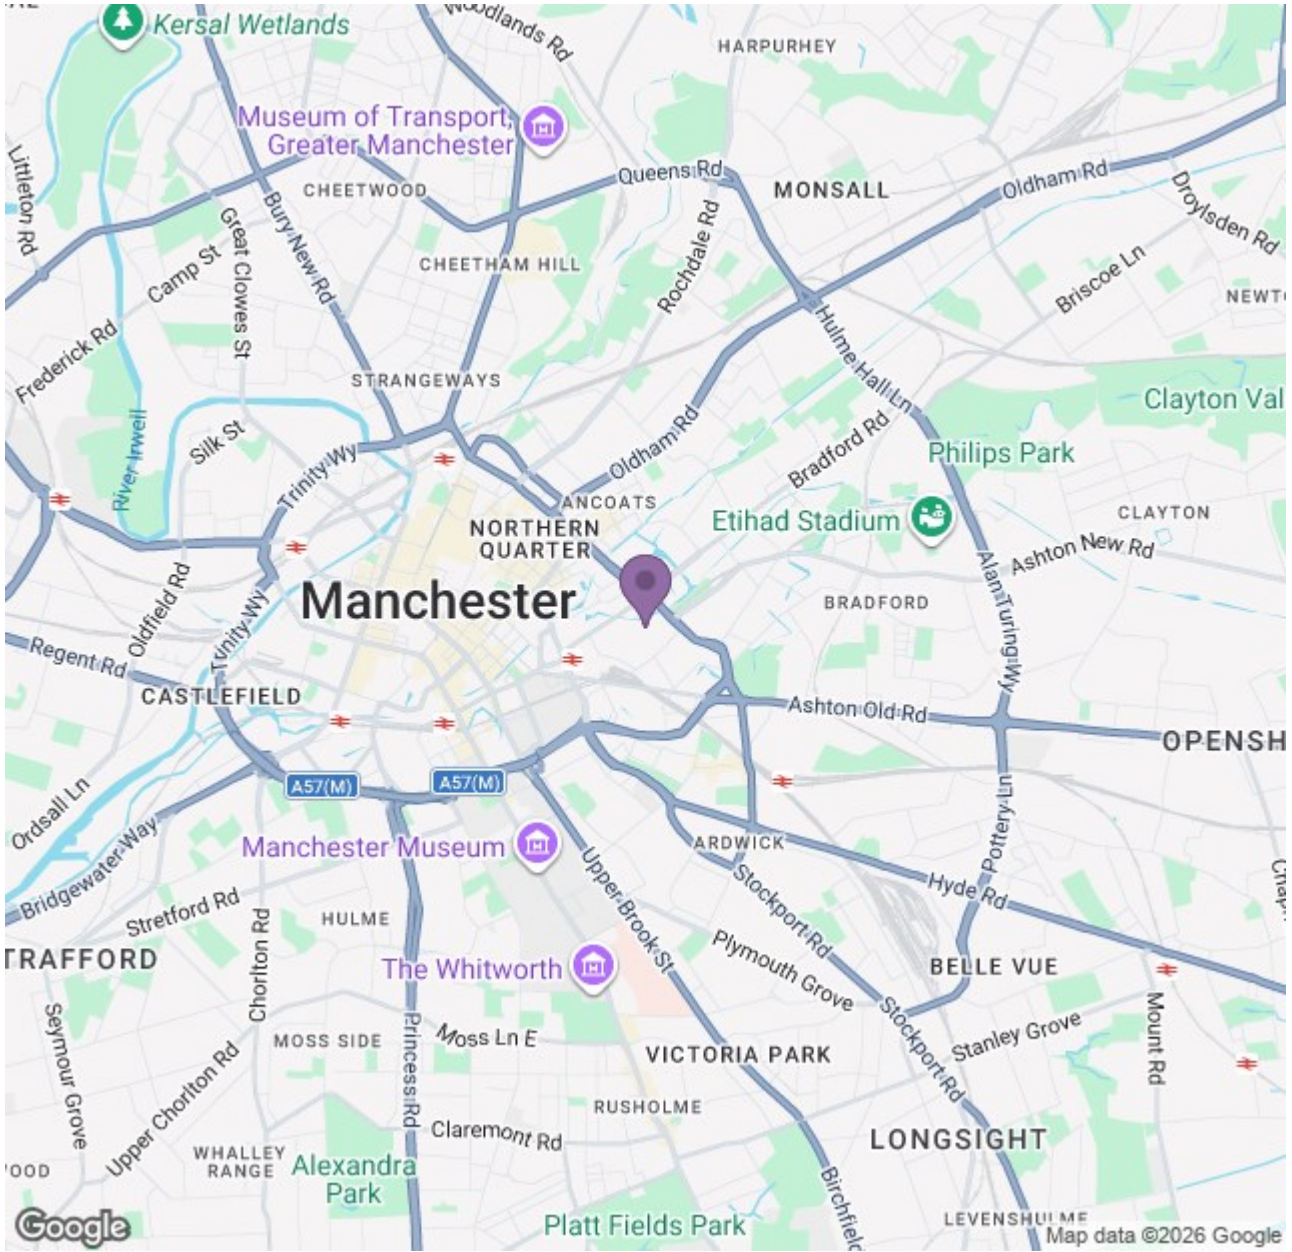 Kersal Wetlands
Woodlands Rd
HARPURHEY
Museum of Transport,
Greater Manchester
Littleton Rd
CHEETWOOD
Queens Rd
MONSALL
Oldham Rd
Droylsden Rd
Bury New Rd
Great Clowes St
Camp St
CHEETHAM HILL
Rochdale Rd
Briscoe Ln
NEWT
Frederick Rd
Hulme Hall Ln
STRANGEWAYS
Clayton Val
River Irwell
Silk St
Trinity Wy
Oldham Rd
Bradford Rd
Philips Park
ANCOATS
NORTHERN
QUARTER
Etihad Stadium
CLAYTON
Ashton New Rd
Manchester
BRADFORD
Alan Turing Wy
Oldfield Rd
Trinity Wy
Regent Rd
CASTLEFIELD
Ashton Old Rd
OPENSH
A57(M)
A57(M)
Ordsall Ln
Bridgewater Way
Pottery Ln
Manchester Museum
ARDWICK
Upper Brook St
Stockport Rd
Hyde Rd
Chap
Stretford Rd
HULME
Chorlton Rd
TRAFFORD
The Whitworth
Plymouth Grove
BELLE VUE
Seymour Grove
MOSS SIDE
Princess Rd
Moss Ln E
VICTORIA PARK
Stockport Rd
Stanley Grove
Mount Rd
Upper Chorlton Rd
RUSHOLME
Claremont Rd
LONGSIGHT
WHALLEY
RANGE
OOD
Alexandra
Park
Birchfield
Platt Fields Park
LEVENSHULME
Google
Map data ©2026 Google